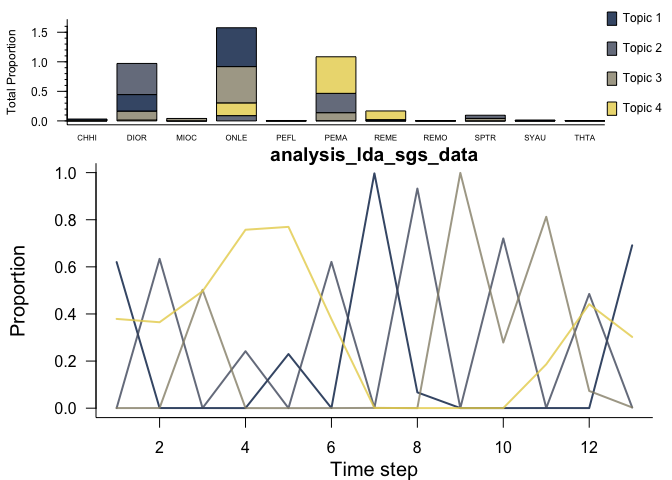 Total Proportion
1.5
1.0
0.5
0.0
CHHI DIOR MIOC ONLE PEFL PEMA REME REMO SPTR SYAU THTA
Topic 1
Topic 2
Topic 3
Topic 4
analysis_lda_sgs_data
Proportion
1.0
0.8
0.6
0.4
0.2
0.0
2 4 6 8 10 12
Time step